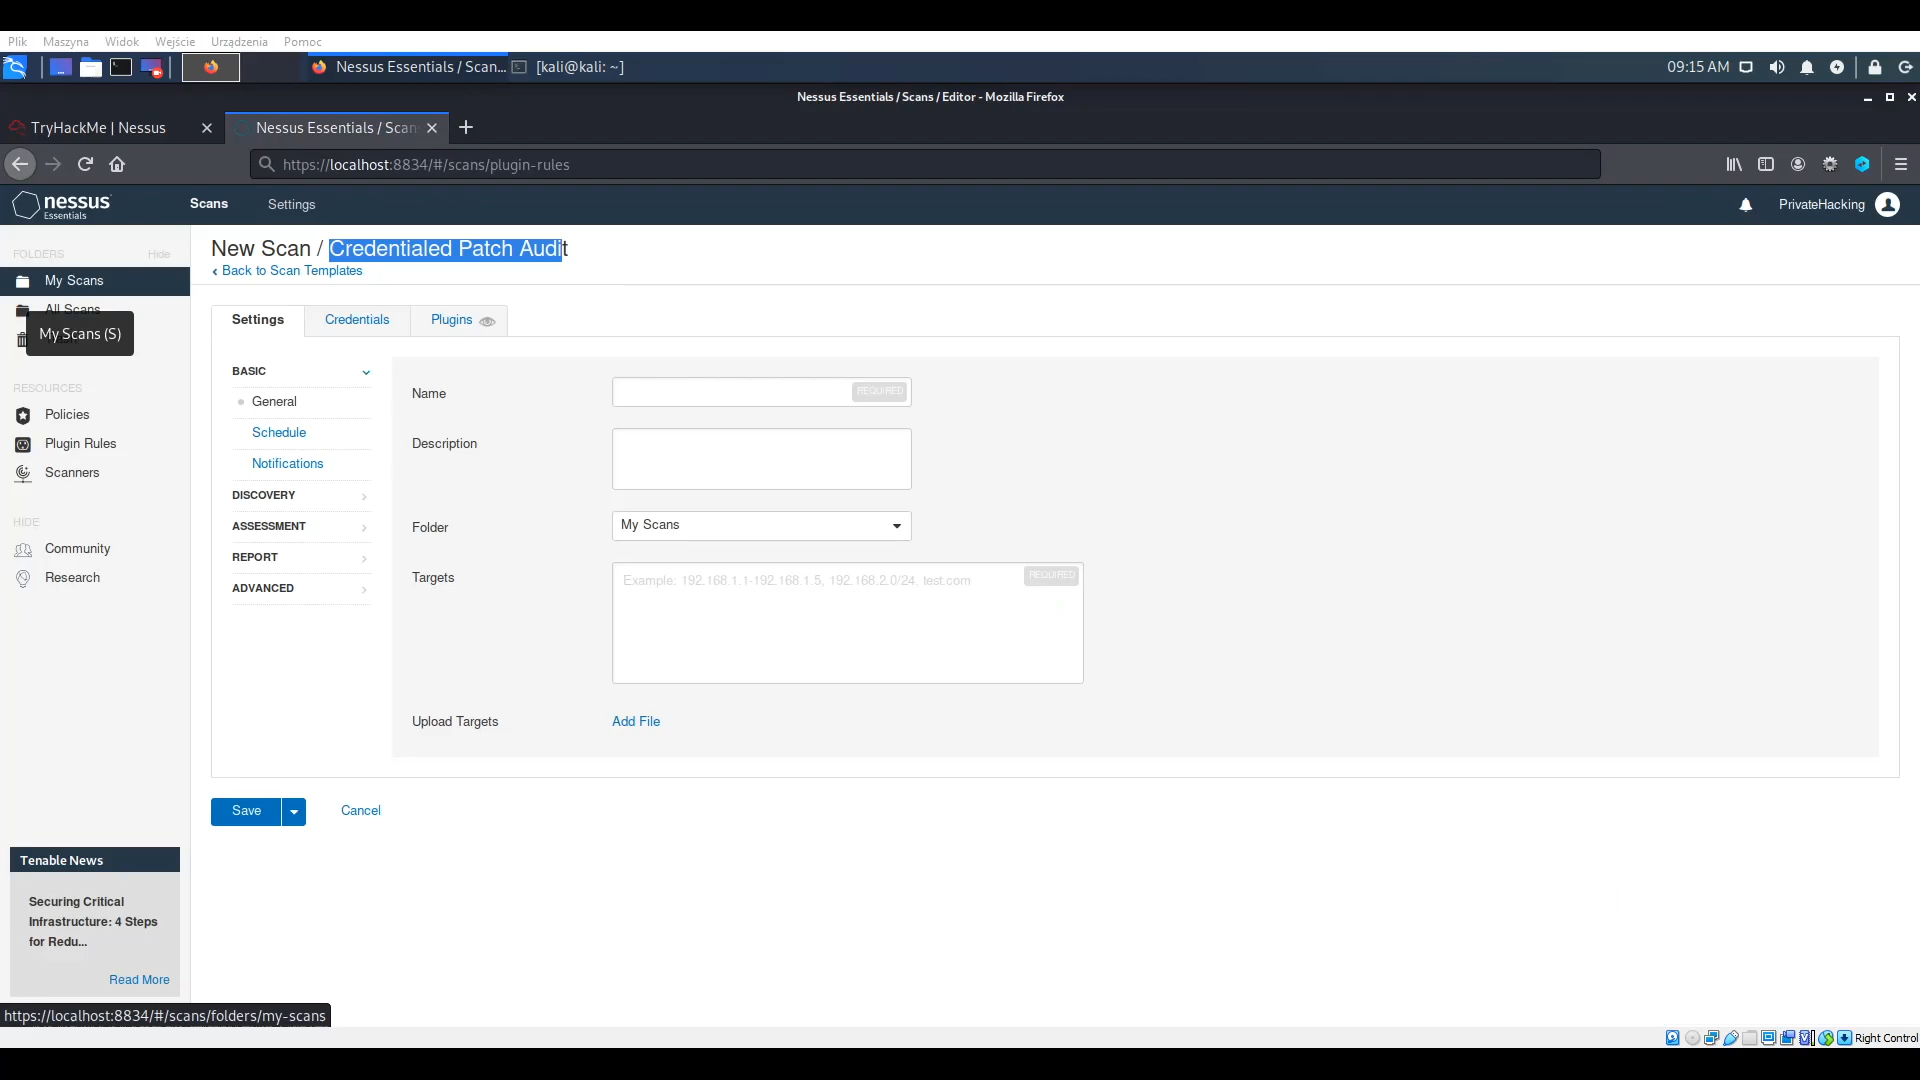 Plik Maszyna Widok Wejście Urządzenia Pomoc
Nessus Essentials / Scan... [kali@kali: ~] 09:15 AM
Nessus Essentials / Scans / Editor - Mozilla Firefox
TryHackMe | Nessus Nessus Essentials / Scan
https://localhost:8834/#/scans/plugin-rules
nessus Essentials Scans Settings PrivateHacking
New Scan / Credentialed Patch Audit
Back to Scan Templates
FOLDERS Hide
My Scans
All Scans
My Scans (S)
RESOURCES
Policies
Plugin Rules
Scanners
HIDE
Community
Research
Settings Credentials Plugins
BASIC
General
Schedule
Notifications
DISCOVERY
ASSESSMENT
REPORT
ADVANCED
Name REQUIRED
Description
Folder My Scans
Targets Example: 192.168.1.1-192.168.1.5, 192.168.2.0/24, test.com REQUIRED
Upload Targets Add File
Save Cancel
Tenable News
Securing Critical
Infrastructure: 4 Steps
for Redu...
Read More
https://localhost:8834/#/scans/folders/my-scans
Right Control